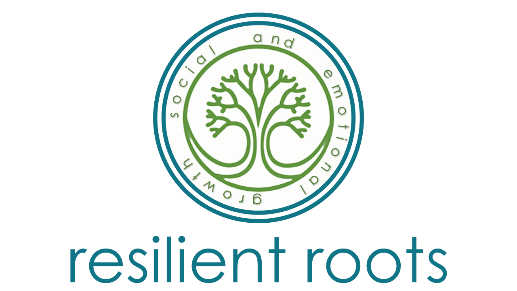 social and emotional growth
resilient roots